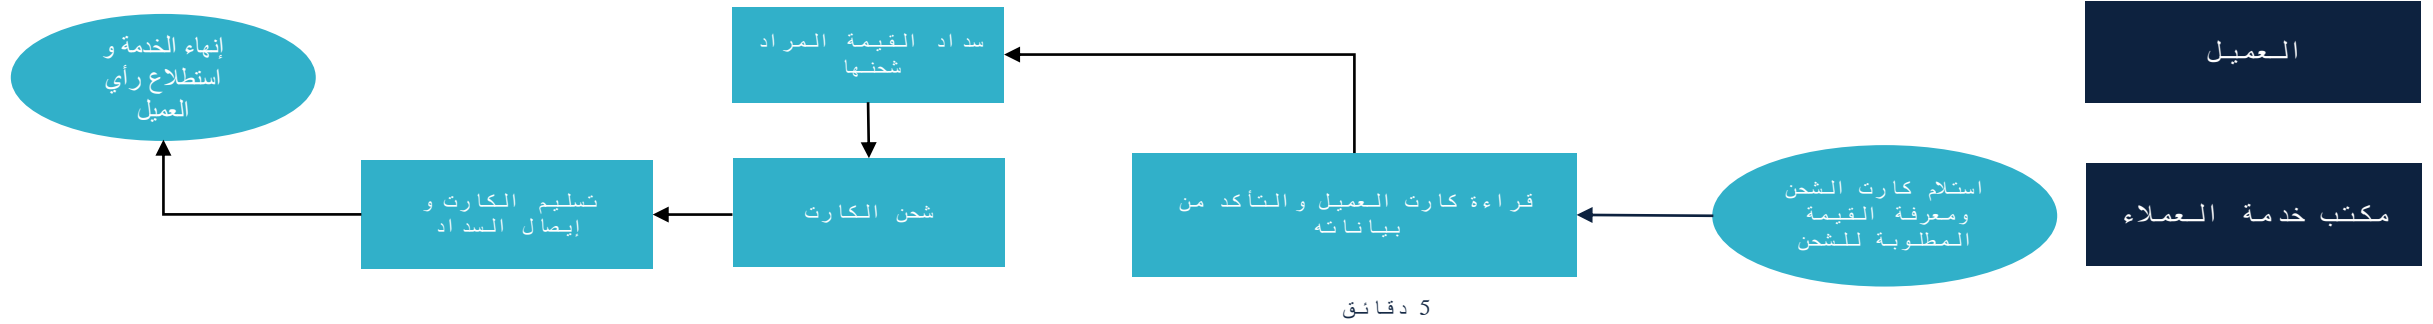 العميل
سداد القيمة المراد
شحنها
إنهاء الخدمة و
استطلاع رأي
العميل
مكتب خدمة العملاء
استلام كارت الشحن
ومعرفة القيمة
المطلوبة للشحن
قراءة كارت العميل والتأكد من
بياناته
شحن الكارت
تسليم الكارت و
إيصال السداد
5 دقائق